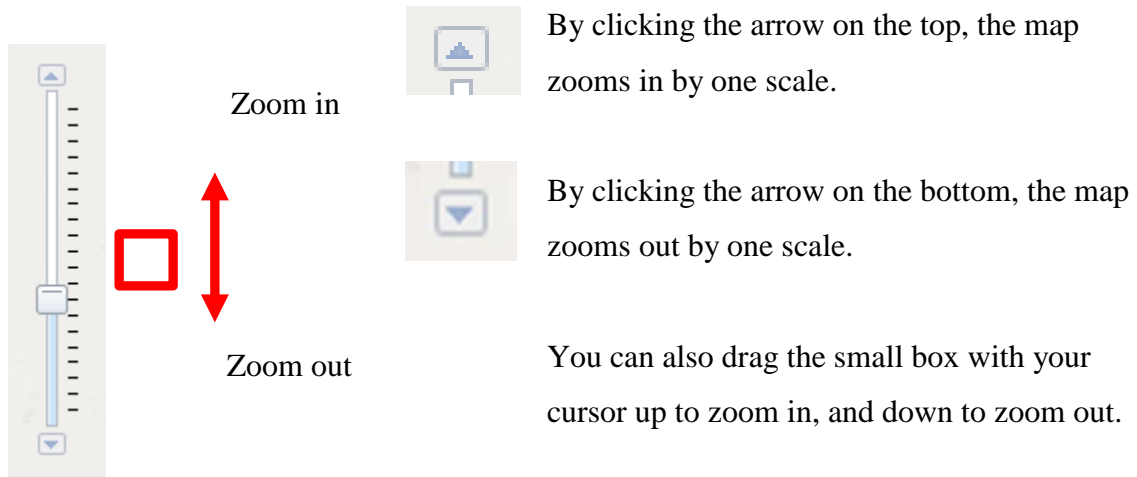 By clicking the arrow on the top, the map
zooms in by one scale.
Zoom in
By clicking the arrow on the bottom, the map
zooms out by one scale.
Zoom out
You can also drag the small box with your
cursor up to zoom in, and down to zoom out.